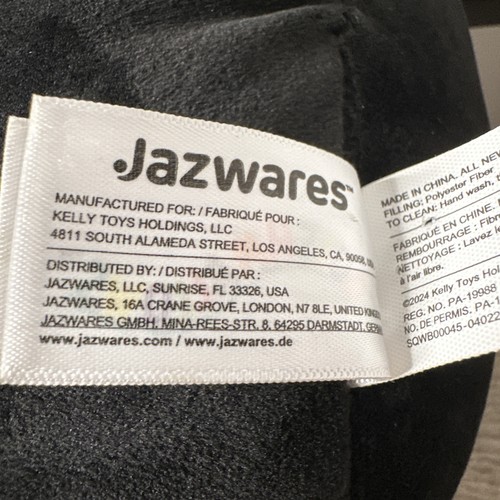 Jazwares™
MANUFACTURED FOR: / FABRIQUÉ POUR :
KELLY TOYS HOLDINGS, LLC
4811 SOUTH ALAMEDA STREET, LOS ANGELES, CA, 90058,
DISTRIBUTED BY: / DISTRIBUÉ PAR :
JAZWARES, LLC, SUNRISE, FL 33326, USA
JAZWARES, 16A CRANE GROVE, LONDON, N7 8LE, UNITED KINGDOM
JAZWARES GMBH, MINA-REES-STR. 8, 64295 DARMSTADT,
www.jazwares.com / www.jazwares.de
MADE IN CHINA. ALL NEW
FILLING: Polyester Fiber
TO CLEAN: Hand wash,
FABRIQUÉ EN CHINE.
REMBOURRAGE :
NETTOYAGE : Lavez
à l'air libre.
©2024 Kelly Toys
REG. NO. PA-19988
NO. DE PERMIS. PA-
SQWB00045-04022